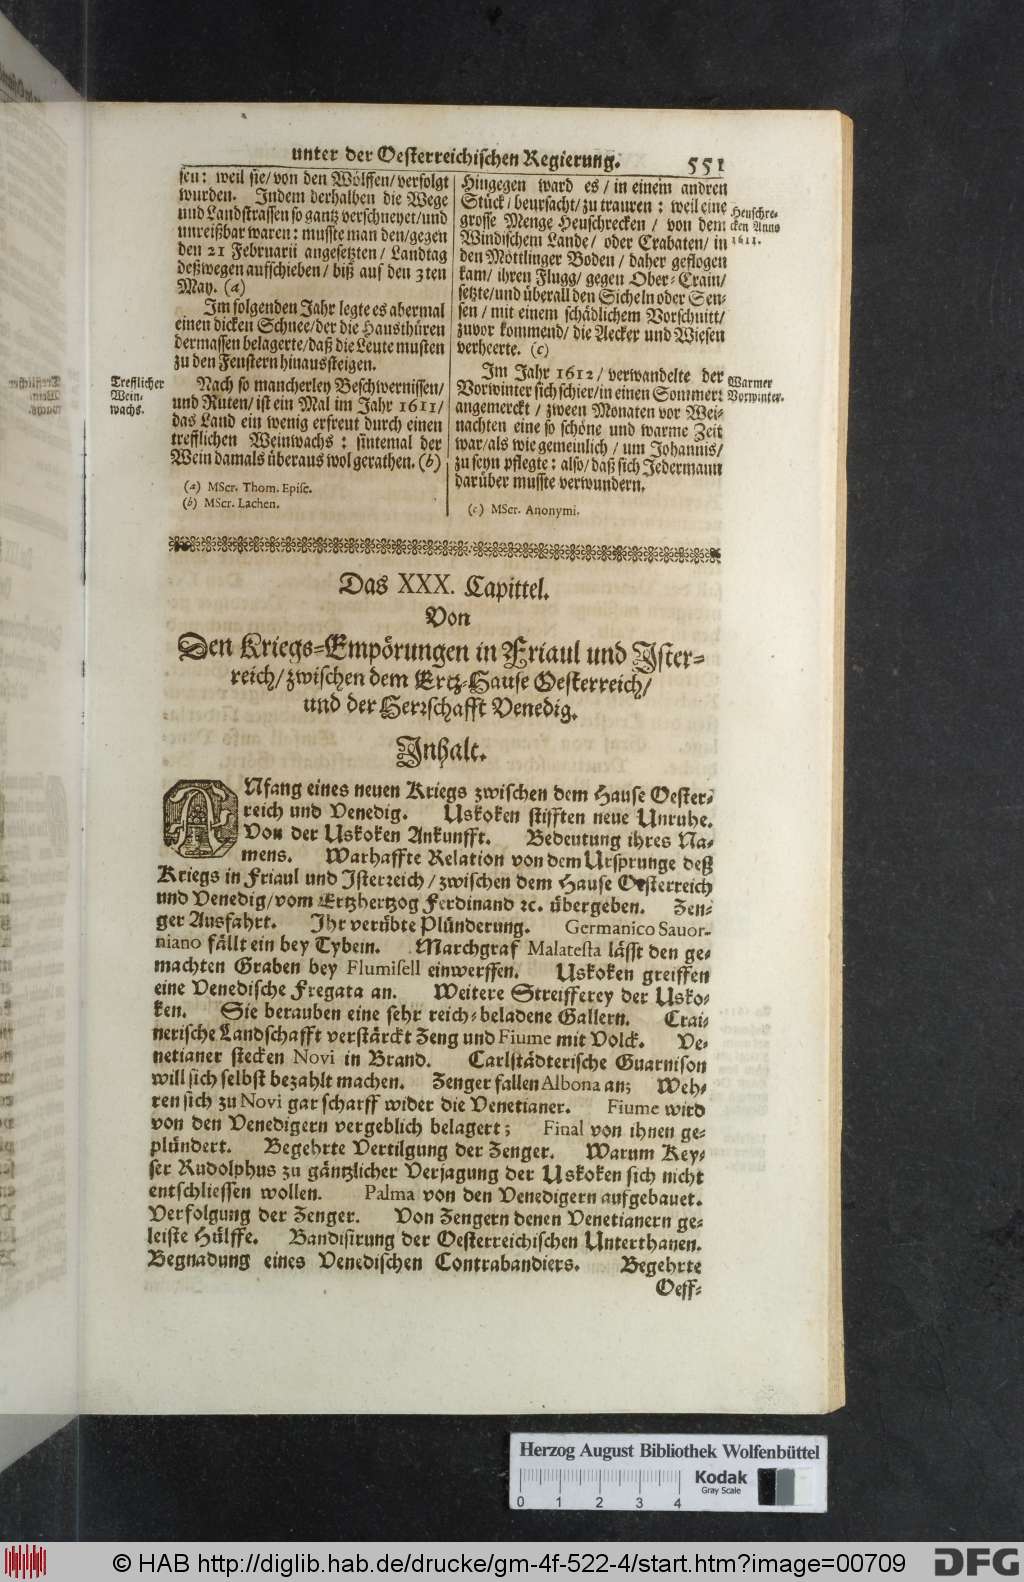 unter der Oesterreichischen Regierung. 551
sen: weil sie/ von den Wölffen/ verfolgt
wurden. Indem derhalben die Wege
und Landstrassen so gantz verschneyet/ und
unreißbar waren: musste man den/ gegen
den 21 Februarii angesetzten/ Landtag
deßwegen aufschieben/ biß auf den 3ten
May. (a)
Im folgenden Jahr legte es abermal
einen dicken Schnee/ der die Hausthüren
dermassen belagerte/ daß die Leute musten
zu den Fenstern hinaussteigen.
Trefflicher
Wein-
wachs.
Nach so mancherley Beschwernissen/
und Ruten/ ist ein Mal im Jahr 1611/
das Land ein wenig erfreut durch einen
trefflichen Weinwachs: sintemal der
Wein damals überaus wol gerathen. (b)
(a) MScr. Thom. Episc.
(b) MScr. Lachen.
Hingegen ward es/ in einem andren
Stück/ beursacht/ zu trauren: weil eine
grosse Menge Heuschrecken/ von dem
Windischem Lande/ oder Crabaten/ in
den Möttlinger Boden/ daher geflogen
kam/ ihren Flugg/ gegen Ober-Crain/
setzte/ und überall den Sicheln oder Sen-
sen/ mit einem schädlichem Vorschnitt/
zuvor kommend/ die Aecker und Wiesen
verheerte. (c)
Heuschre-
cken Anno
1611.
Im Jahr 1612/ verwandelte der
Vorwinter sich schier/ in einen Sommer:
angemerckt/ zween Monaten vor Wei-
nachten eine so schöne und warme Zeit
war/ als wie gemeinlich/ um Johannis/
zu seyn pflegte: also/ daß sich Jedermann
darüber musste verwundern.
Warmer
Vorwinter.
(c) MScr. Anonymi.
Das XXX. Capittel.
Von
Den Kriegs-Empörungen in Friaul und Ister-
reich/ zwischen dem Ertz-Hause Oesterreich/
und der Herrschafft Venedig.
Inhalt.
ANfang eines neuen Kriegs zwischen dem Hause Oester-
reich und Venedig. Uskoken stifften neue Unruhe.
Von der Uskoken Ankunfft. Bedeutung ihres Na-
mens. Warhaffte Relation von dem Ursprunge deß
Kriegs in Friaul und Isterreich/ zwischen dem Hause Oesterreich
und Venedig/ vom Ertzhertzog Ferdinand ꝛc. übergeben. Zen-
ger Ausfahrt. Ihr verübte Plünderung. Germanico Savor-
niano fällt ein bey Tybein. Marchgraf Malatesta lässt den ge-
machten Graben bey Flumisell einwerffen. Uskoken greiffen
eine Venedische Fregata an. Weitere Streifferey der Usko-
ken. Sie berauben eine sehr reich-beladene Gallern. Crai-
nerische Landschafft verstärckt Zeng und Fiume mit Volck. Ve-
netianer stecken Novi in Brand. Carlstädterische Guarnison
will sich selbst bezahlt machen. Zenger fallen Albona an; Weh-
ren sich zu Novi gar scharff wider die Venetianer. Fiume wird
von den Venedigern vergeblich belagert; Final von ihnen ge-
plündert. Begehrte Vertilgung der Zenger. Warum Key-
ser Rudolphus zu gäntzlicher Verjagung der Uskoken sich nicht
entschliessen wollen. Palma von den Venedigern aufgebauet.
Verfolgung der Zenger. Von Zengern denen Venetianern ge-
leiste Hülffe. Bandisirung der Oesterreichischen Unterthanen.
Begnadung eines Venedischen Contrabandiers. Begehrte
Oeff-
Herzog August Bibliothek Wolfenbüttel
Kodak
Gray Scale
0 1 2 3 4
© HAB http://diglib.hab.de/drucke/gm-4f-522-4/start.htm?image=00709
DFG